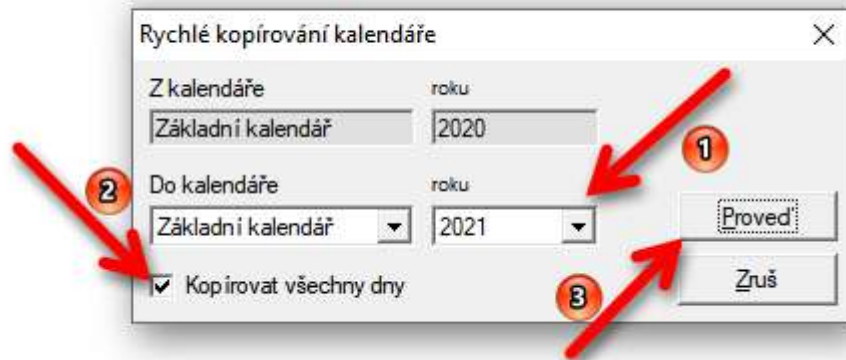 Rychlé kopírování kalendáře
Z kalendáře roku
Základní kalendář 2020
1
2
Do kalendáře roku
Základní kalendář 2021
Proveď
Kopírovat všechny dny
3
Zruš